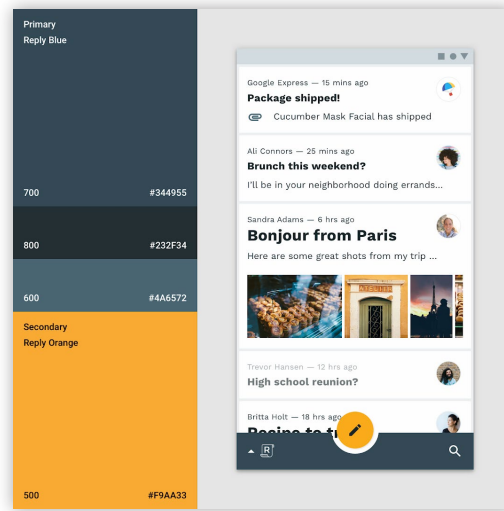 Primary
Reply Blue
700 #344955
800 #232F34
600 #4A6572
Secondary
Reply Orange
500 #F9AA33
Google Express — 15 mins ago
Package shipped!
Cucumber Mask Facial has shipped
Ali Connors — 25 mins ago
Brunch this weekend?
I'll be in your neighborhood doing errands...
Sandra Adams — 6 hrs ago
Bonjour from Paris
Here are some great shots from my trip ...
Trevor Hansen — 12 hrs ago
High school reunion?
Britta Holt — 18 hrs ago
Recipe to
R